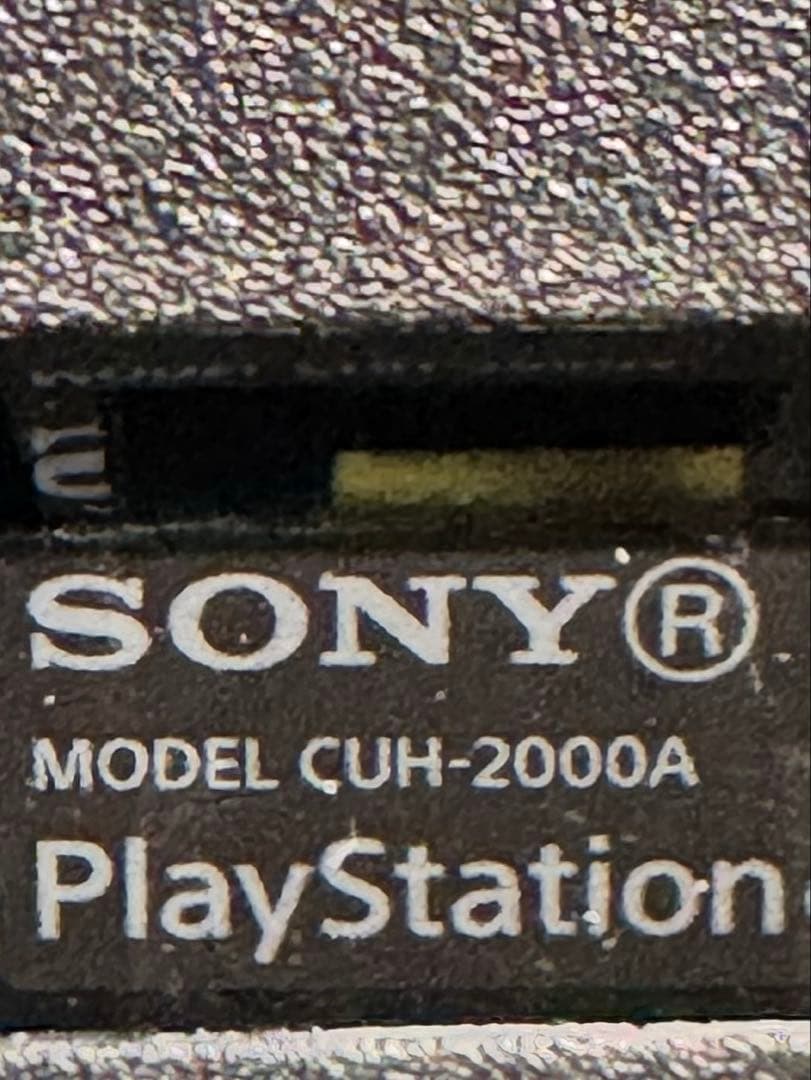 SONY®
MODEL CUH-2000A
PlayStation